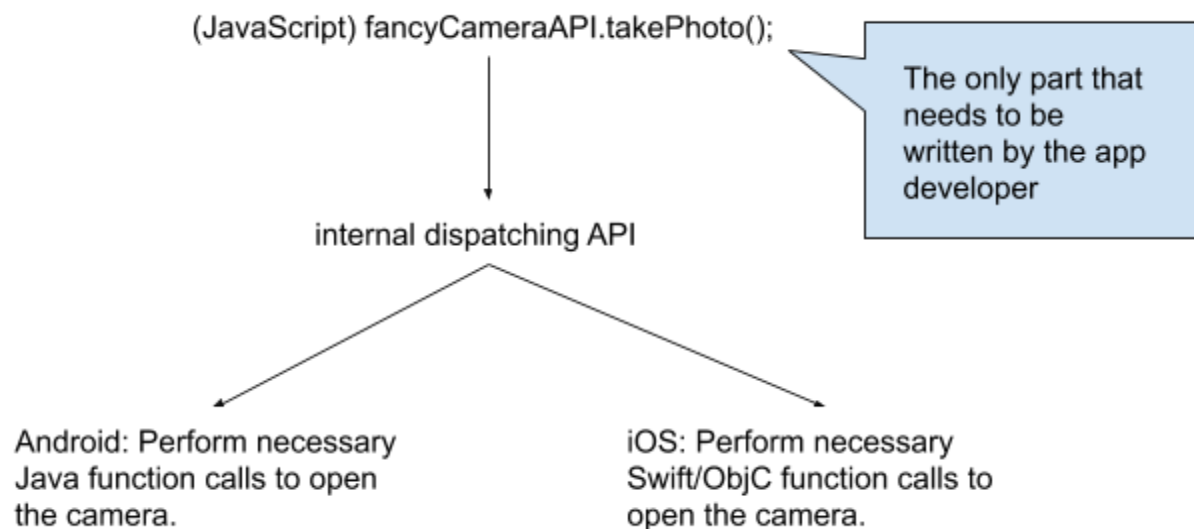 (JavaScript) fancyCameraAPI.takePhoto();
The only part that
needs to be
written by the app
developer
internal dispatching API
Android: Perform necessary
Java function calls to open
the camera.
iOS: Perform necessary
Swift/ObjC function calls to
open the camera.